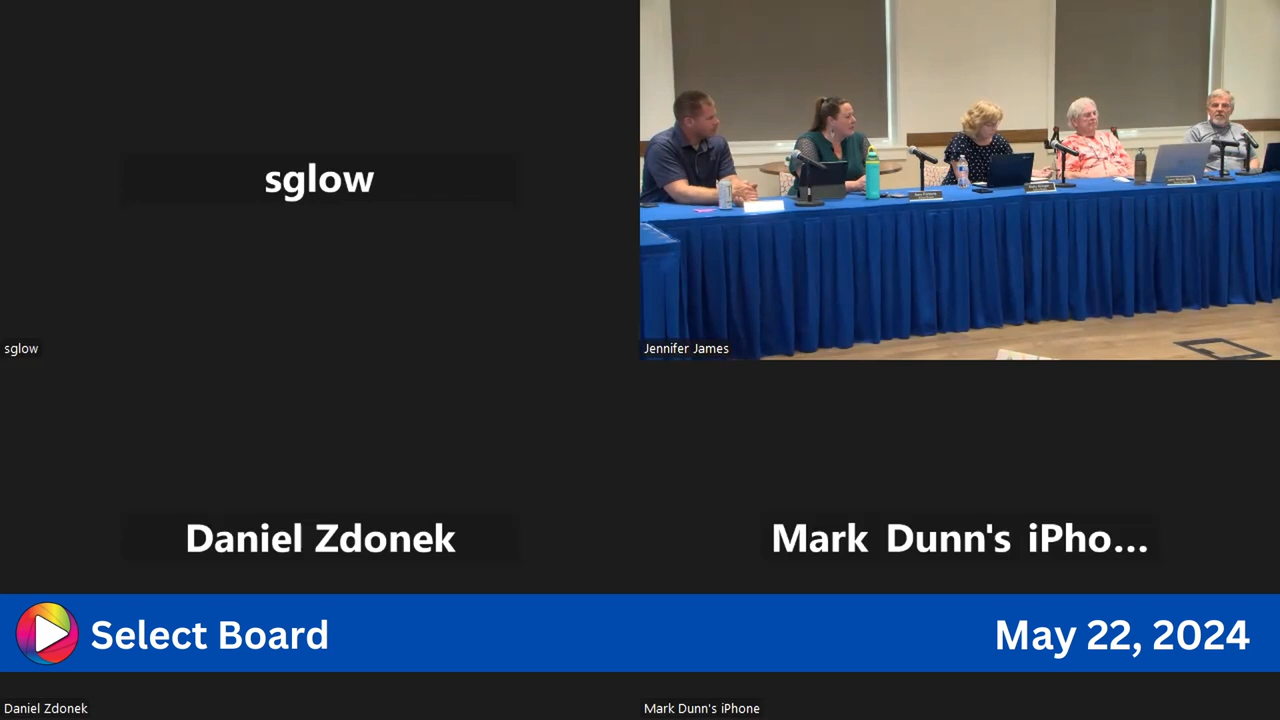 sglow
sglow
Jennifer James
Daniel Zdonek
Mark Dunn's iPho...
Select Board
May 22, 2024
Daniel Zdonek
Mark Dunn's iPhone